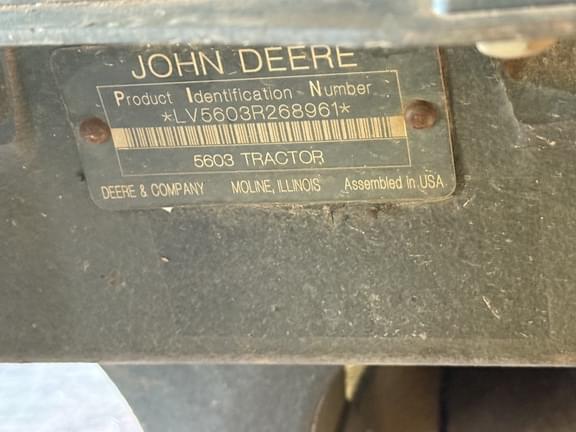 JOHN DEERE
Product Identification Number
*LV5603R268961*
5603 TRACTOR
DEERE & COMPANY MOLINE, ILLINOIS Assembled in USA